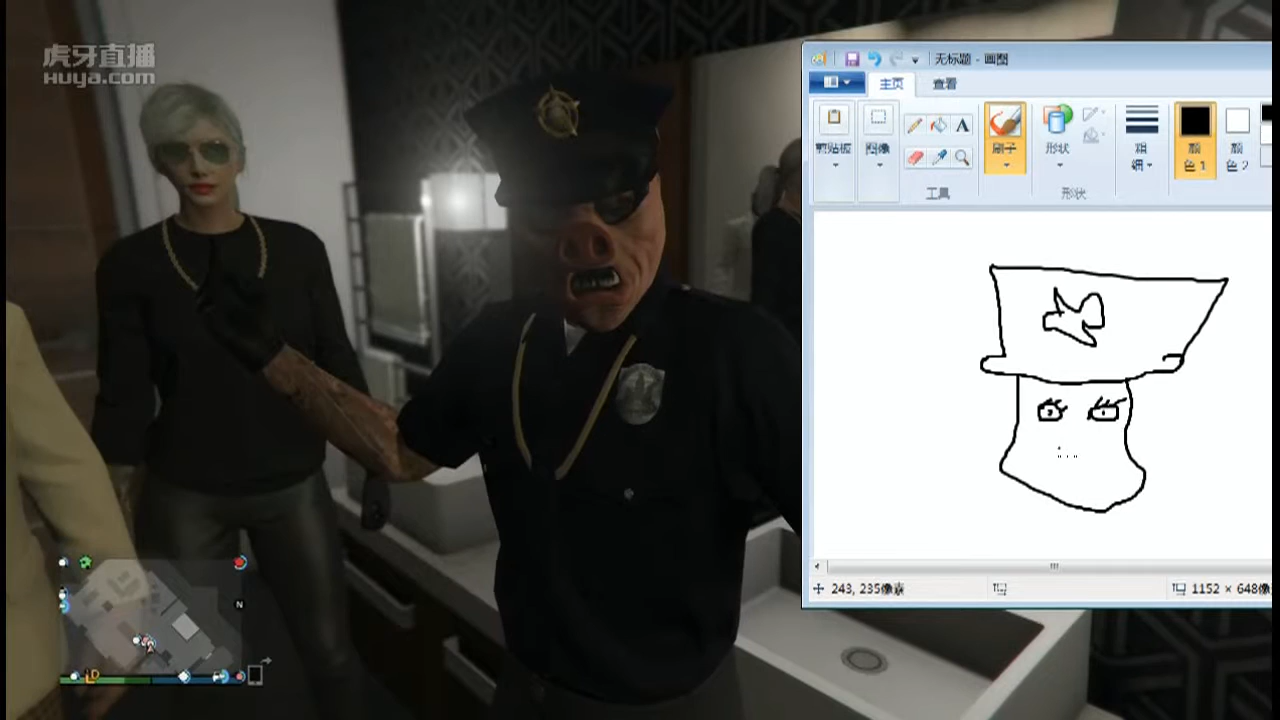 虎牙直播
HUYA.COM
无标题 - 画图
主页 查看
剪贴板 图像 A 刷子 形状 粗细 颜色 1 颜色 2
工具 形状
243, 235像素 1152 × 648像
N